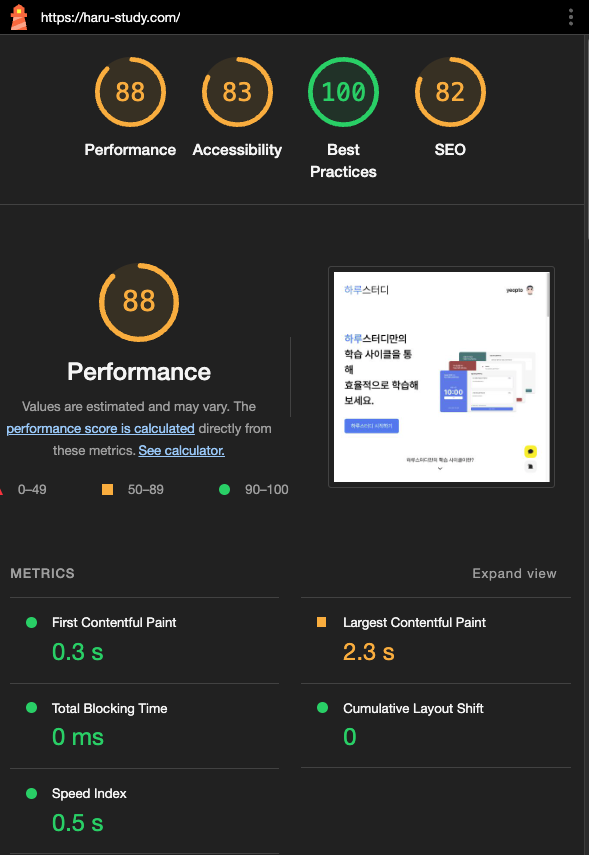 https://haru-study.com/
88
83
100
82
Performance
Accessibility
Best
Practices
SEO
88
Performance
Values are estimated and may vary. The
performance score is calculated directly from
these metrics. See calculator.
0–49
50–89
90–100
하루스터디
yeopto
하루스터디만의
학습 사이클을 통
해
효율적으로 학습해
보세요.
10:00
하루스터디 시작하기
하루스터디만의 학습 사이클이란?
METRICS
Expand view
First Contentful Paint
0.3 s
Largest Contentful Paint
2.3 s
Total Blocking Time
0 ms
Cumulative Layout Shift
0
Speed Index
0.5 s